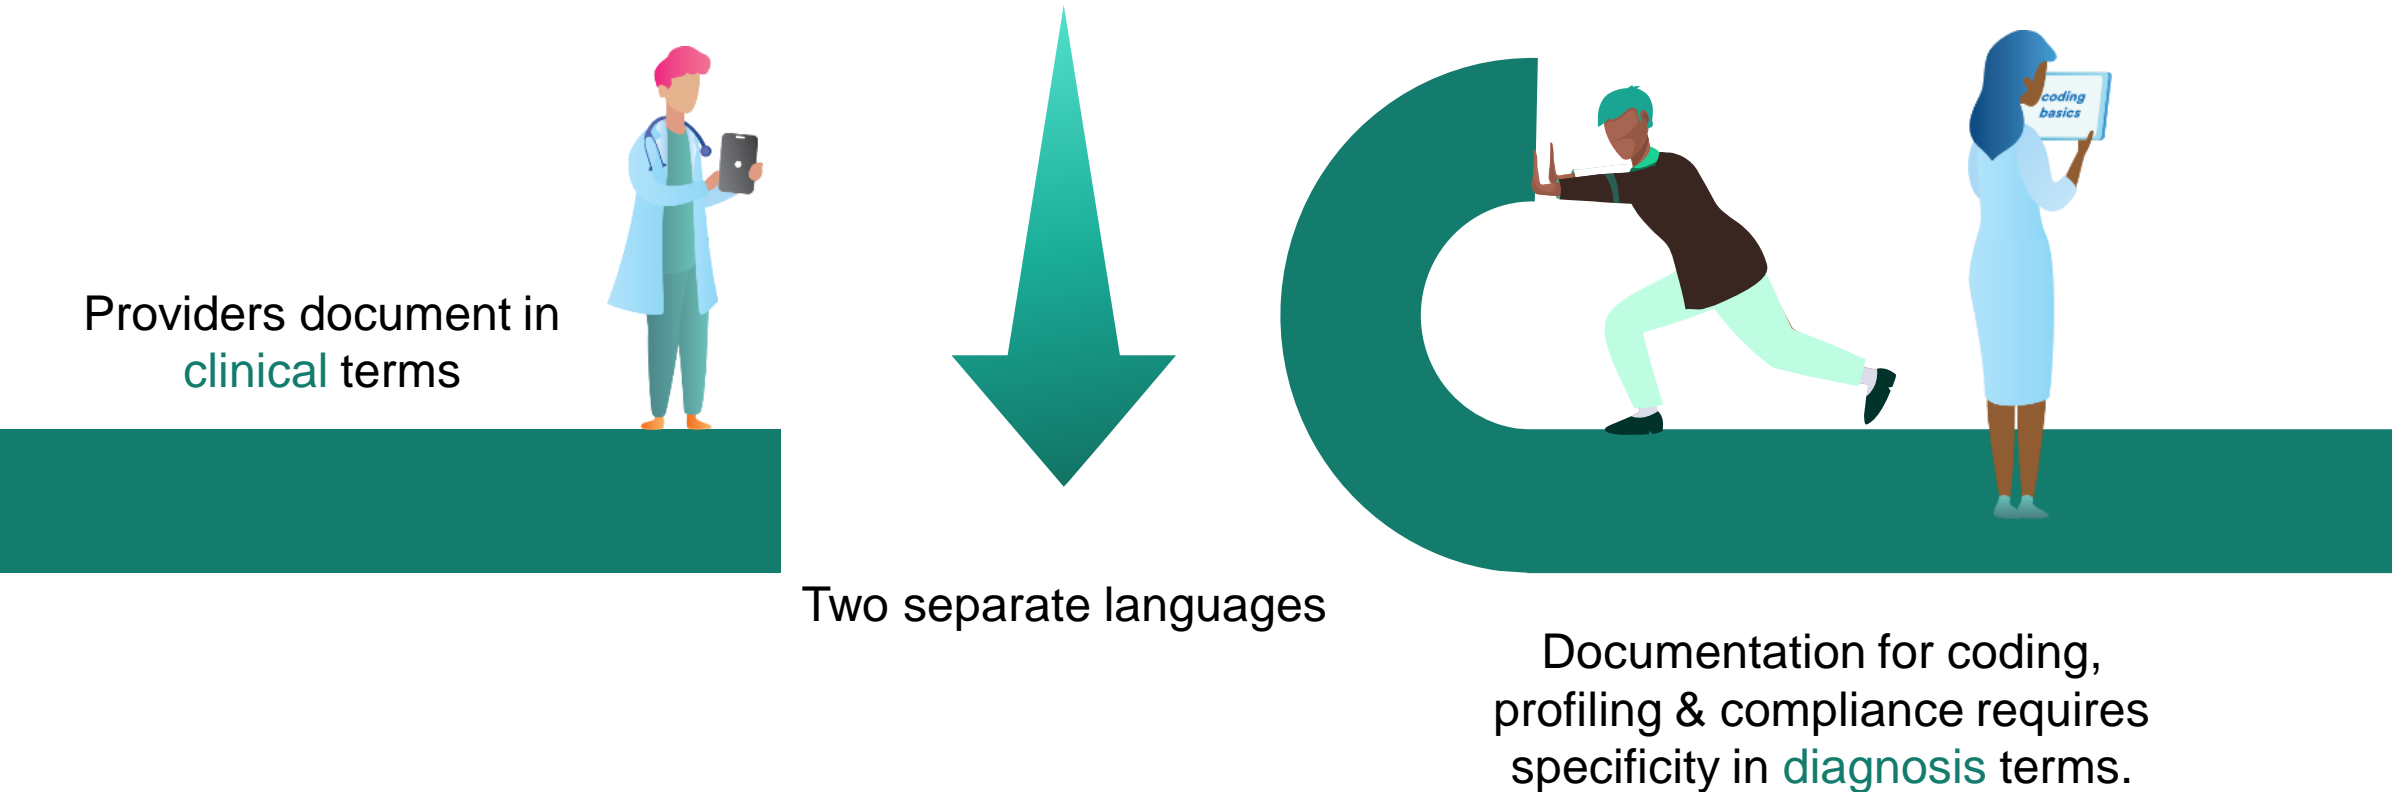 Providers document in
clinical terms
coding
basics
Two separate languages
Documentation for coding,
profiling & compliance requires
specificity in diagnosis terms.